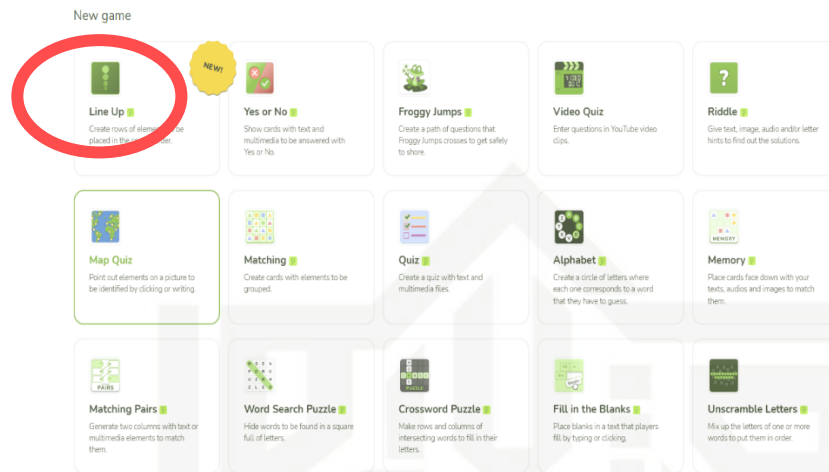 New game
NEW!
Line Up
Create rows of elements to be
placed in the order.
Yes or No
Show cards with text and
multimedia to be answered with
Yes or No.
Froggy Jumps
Create a path of questions that
Froggy Jumps crosses to get safely
to shore.
Video Quiz
Enter questions in YouTube video
clips.
Riddle
Give text, image, audio and/or letter
hints to find out the solutions.
Map Quiz
Point out elements on a picture to
be identified by clicking or writing.
Matching
Create cards with elements to be
grouped.
Quiz
Create a quiz with text and
multimedia files.
Alphabet
Create a circle of letters where
each one corresponds to a word
that they have to guess.
MEMORY
Memory
Place cards face down with your
texts, audios and images to match
them.
PAIRS
Matching Pairs
Generate two columns with text or
multimedia elements to match
them.
Word Search Puzzle
Hide words to be found in a square
full of letters.
PUZZLE
Crossword Puzzle
Make rows and columns of
intersecting words to fill in their
letters.
Fill in the Blanks
Place blanks in a text that players
fill by typing or clicking.
Unscramble Letters
Mix up the letters of one or more
words to put them in order.